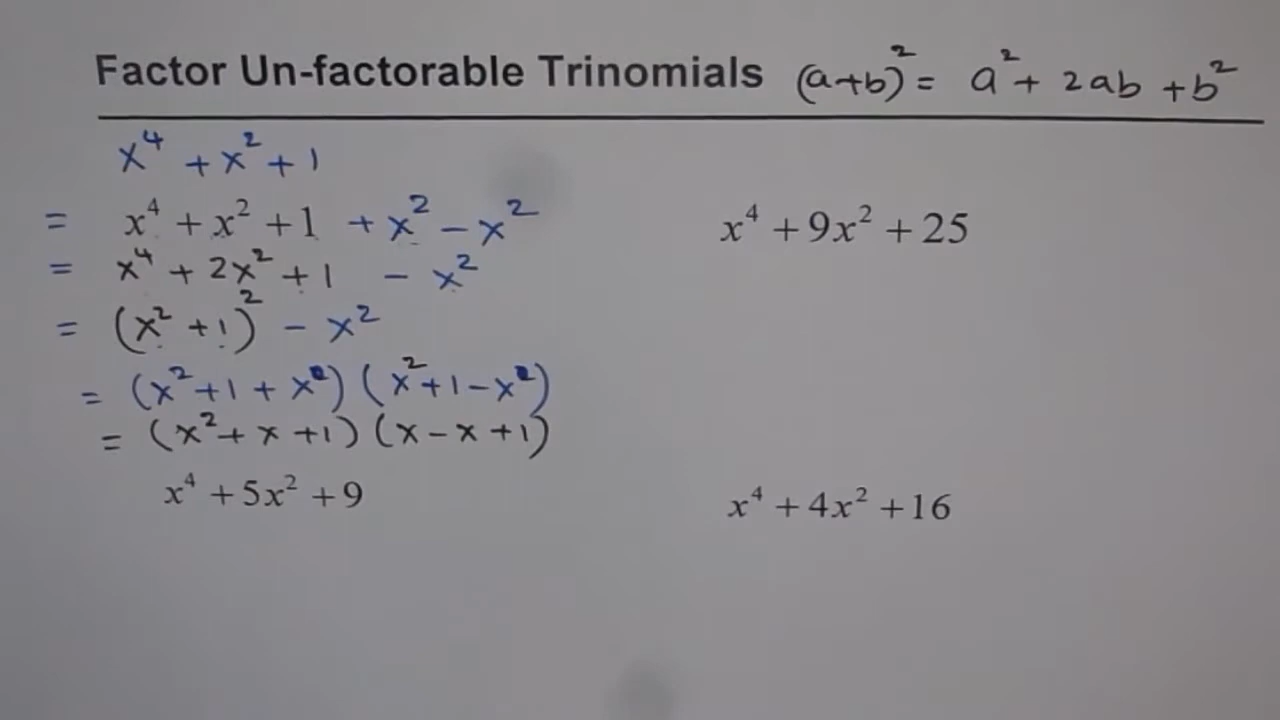 Factor Un-factorable Trinomials (a+b)² = a² + 2ab + b²
x⁴ + x² + 1
= x⁴ + x² + 1 + x² − x²
= x⁴ + 2x² + 1 − x²
= (x² + 1)² − x²
= (x² + 1 + x) (x² + 1 − x)
= (x² + x + 1) (x − x + 1)
x⁴ + 5x² + 9
x⁴ + 9x² + 25
x⁴ + 4x² + 16